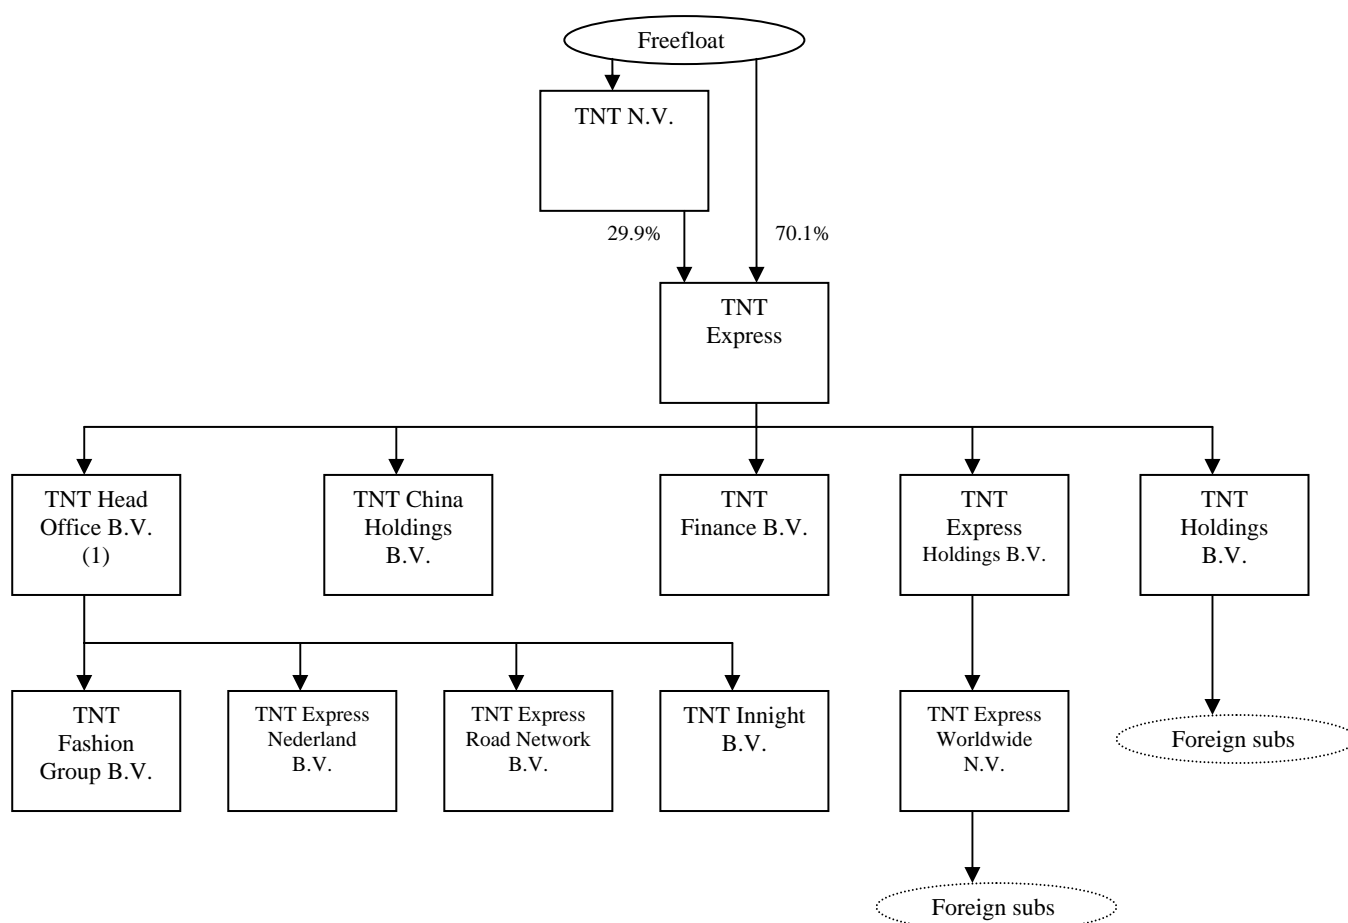 Freefloat
TNT N.V.
29.9%
70.1%
TNT
Express
TNT Head
Office B.V.
(1)
TNT China
Holdings
B.V.
TNT
Finance B.V.
TNT
Express
Holdings B.V.
TNT
Holdings
B.V.
TNT
Fashion
Group B.V.
TNT Express
Nederland
B.V.
TNT Express
Road Network
B.V.
TNT Innight
B.V.
TNT Express
Worldwide
N.V.
Foreign subs
Foreign subs